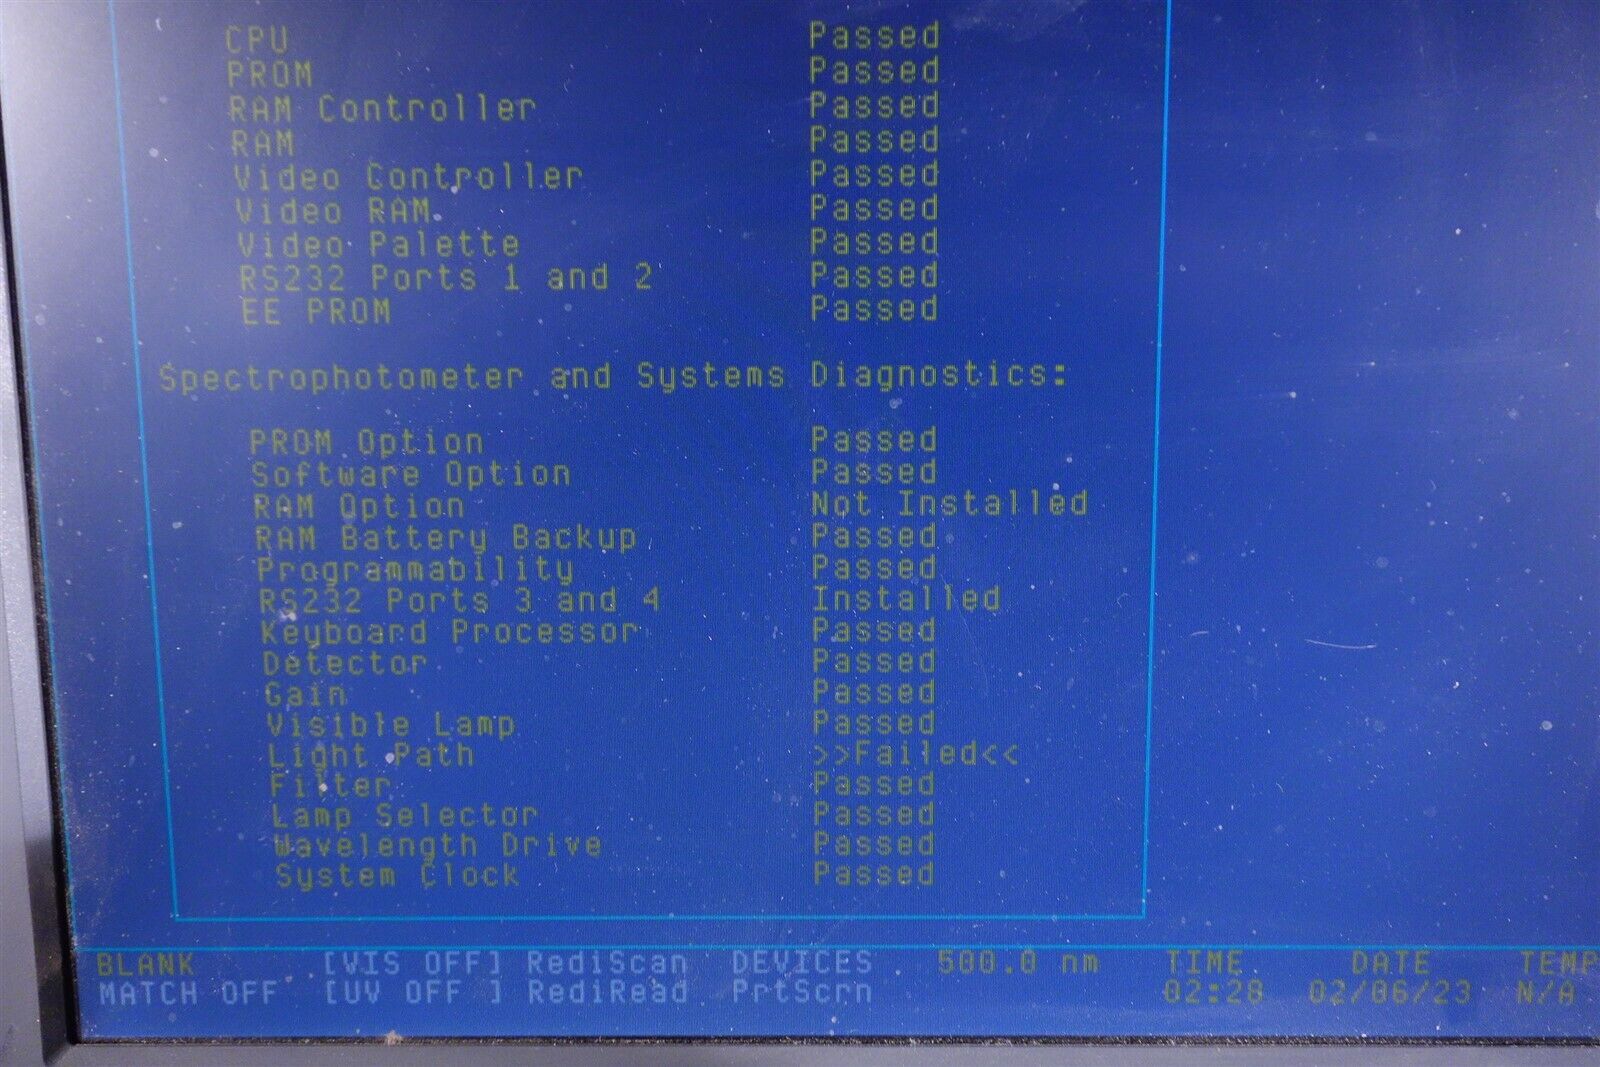 CPU Passed
PROM Passed
RAM Controller Passed
RAM Passed
Video Controller Passed
Video RAM Passed
Video Palette Passed
RS232 Ports 1 and 2 Passed
EE PROM Passed
Spectrophotometer and Systems Diagnostics:
PROM Option Passed
Software Option Passed
RAM Option Not Installed
RAM Battery Backup Passed
Programmability Passed
RS232 Ports 3 and 4 Installed
Keyboard Processor Passed
Detector Passed
Gain Passed
Visible Lamp Passed
Light Path >>Failed<<
Filter Passed
Lamp Selector Passed
Wavelength Drive Passed
System Clock Passed
BLANK [VIS OFF] RediScan DEVICES 500.0 nm TIME DATE TEMP
MATCH OFF [UV OFF ] RediRead PrtScrn 02:28 02/06/23 N/A